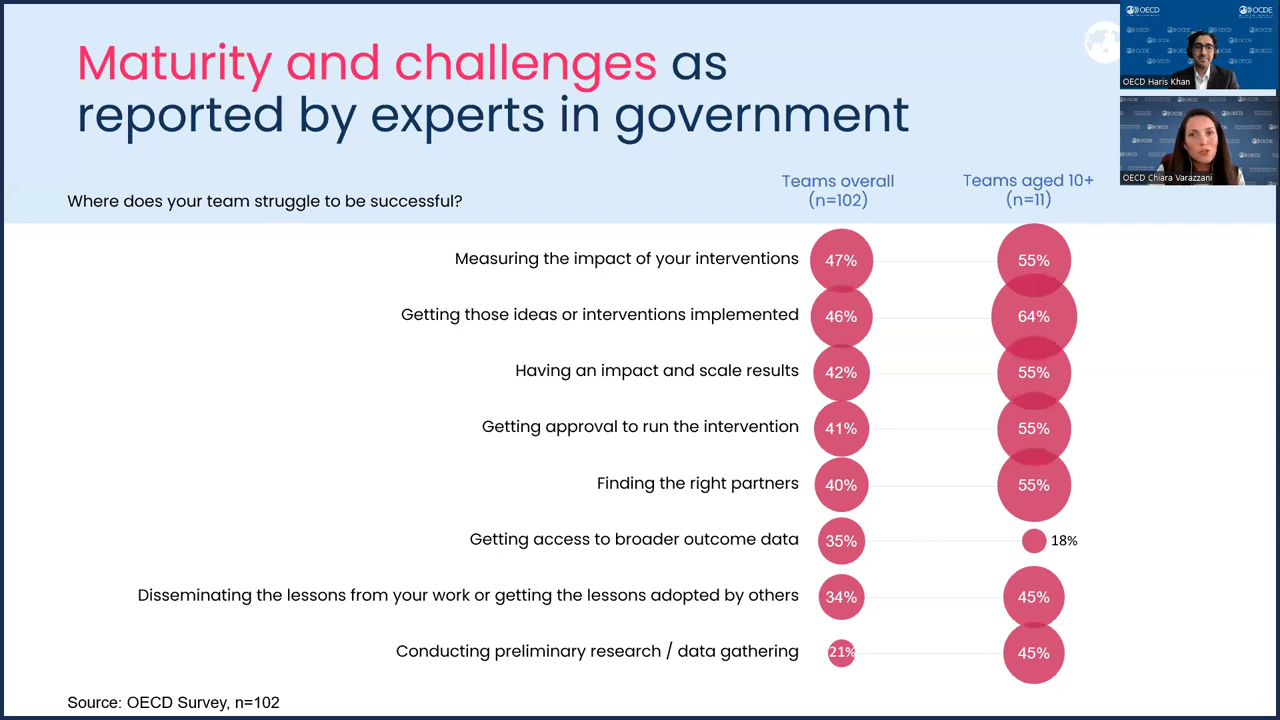 Maturity and challenges as
reported by experts in government
OECD
OCDE
OECD Haris Khan
OECD Chiara Varazzani
Where does your team struggle to be successful?
Teams overall
(n=102)
Teams aged 10+
(n=11)
Measuring the impact of your interventions 47% 55%
Getting those ideas or interventions implemented 46% 64%
Having an impact and scale results 42% 55%
Getting approval to run the intervention 41% 55%
Finding the right partners 40% 55%
Getting access to broader outcome data 35% 18%
Disseminating the lessons from your work or getting the lessons adopted by others 34% 45%
Conducting preliminary research / data gathering 21% 45%
Source: OECD Survey, n=102